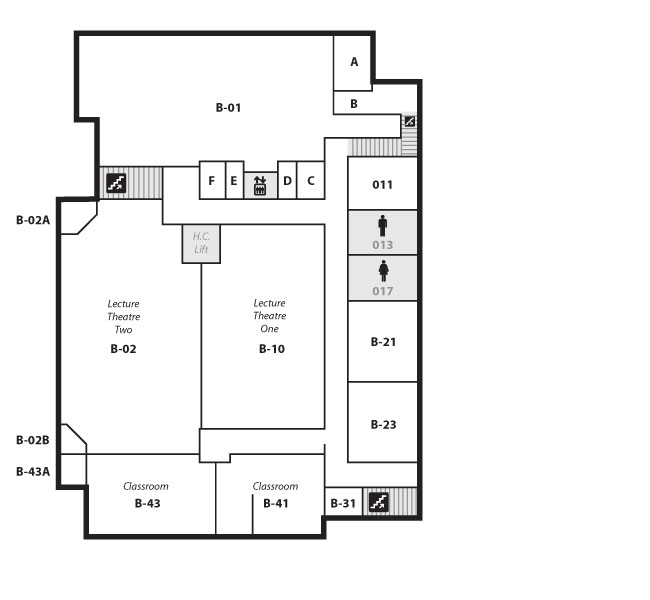 A
B
B-01
F
E
D
C
011
B-02A
013
H.C.
Lift
017
Lecture
Theatre
Two
B-02
Lecture
Theatre
One
B-10
B-21
B-23
B-02B
B-43A
Classroom
B-43
Classroom
B-41
B-31